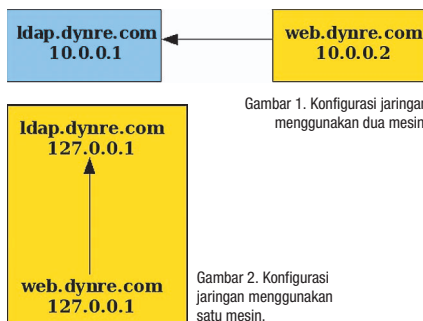 ldap.dynre.com
10.0.0.1
web.dynre.com
10.0.0.2
Gambar 1. Konfigurasi jaringan
menggunakan dua mesin
ldap.dynre.com
127.0.0.1
web.dynre.com
127.0.0.1
Gambar 2. Konfigurasi
jaringan menggunakan
satu mesin.